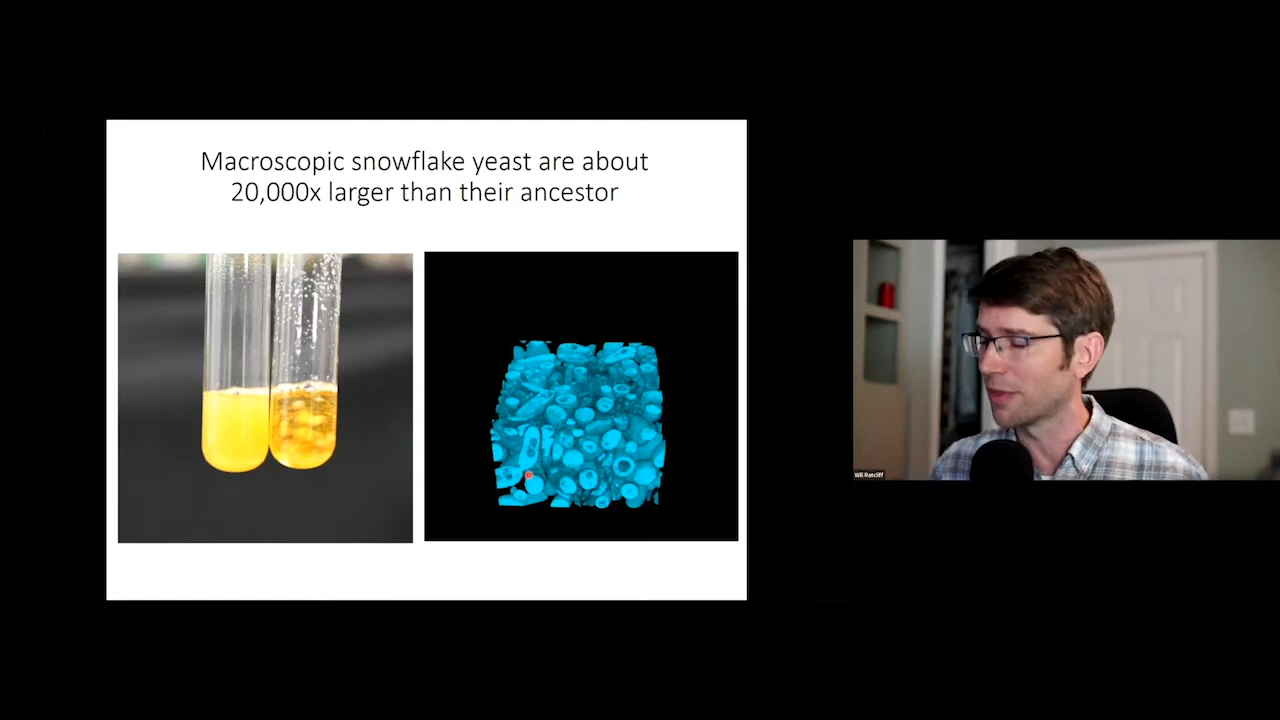 Macroscopic snowflake yeast are about
20,000x larger than their ancestor
Will Ratcliff